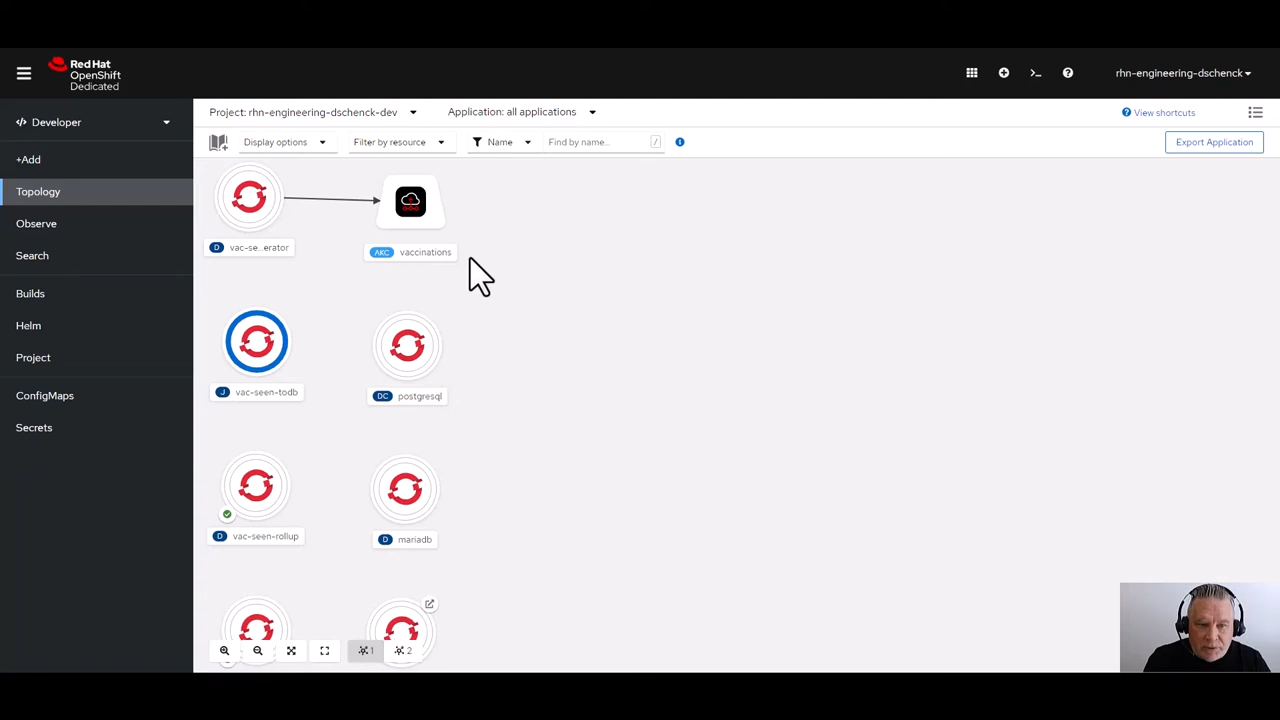 Red Hat
OpenShift
Dedicated
rhn-engineering-dschenck
</> Developer
Project: rhn-engineering-dschenck-dev
Application: all applications
View shortcuts
+Add
Display options
Filter by resource
Name
Find by name...
/
Export Application
Topology
Observe
Search
Builds
Helm
Project
ConfigMaps
Secrets
D vac-se...erator
AKC vaccinations
J vac-seen-todb
DC postgresql
D vac-seen-rollup
D mariadb
1
2